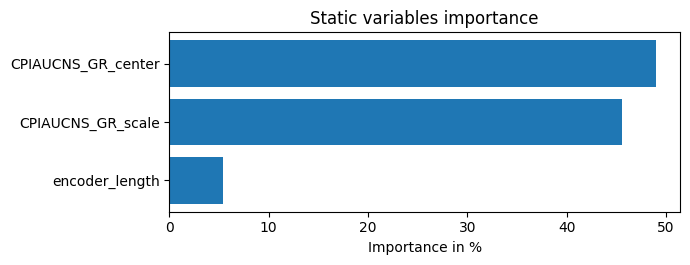 Static variables importance
CPIAUCNS_GR_center
CPIAUCNS_GR_scale
encoder_length
0 10 20 30 40 50
Importance in %